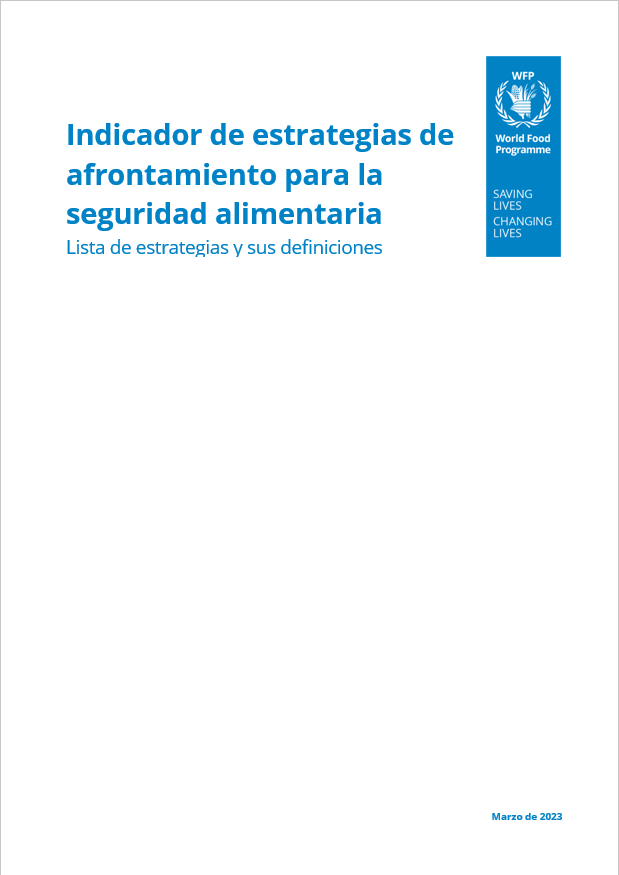 Indicador de estrategias de
afrontamiento para la
seguridad alimentaria
Lista de estrategias y sus definiciones
WFP
World Food
Programme
SAVING
LIVES
CHANGING
LIVES
Marzo de 2023